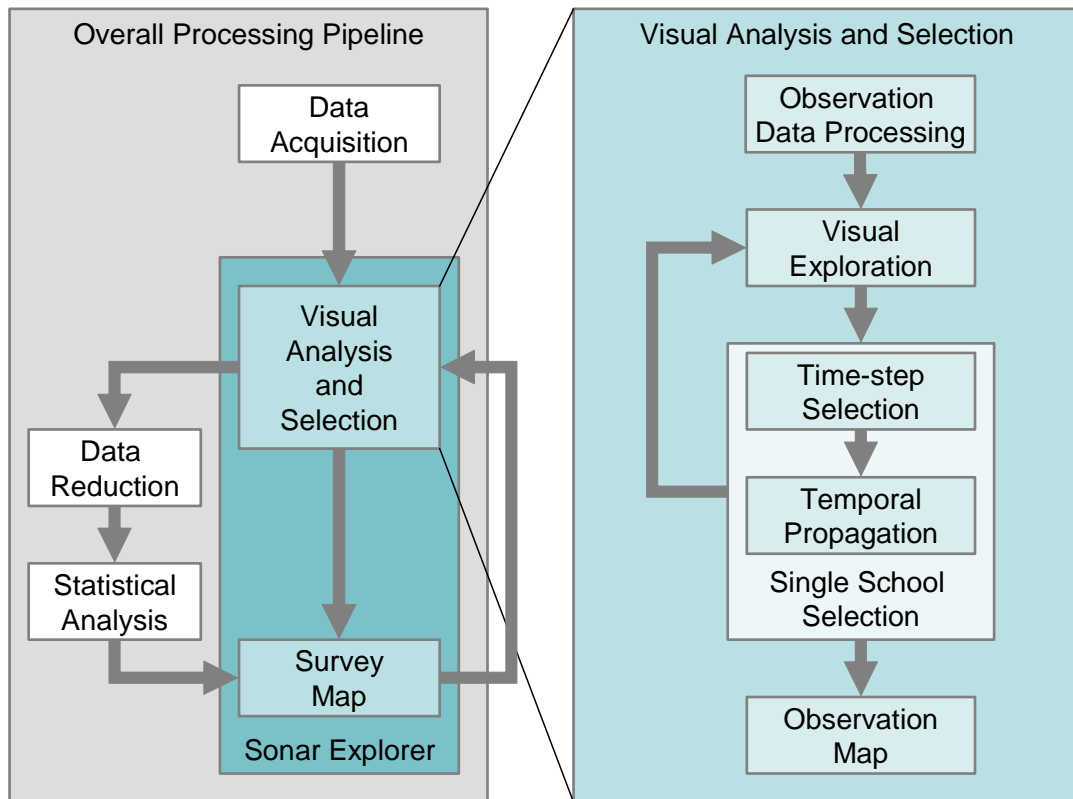 Overall Processing Pipeline
Data
Acquisition
Visual
Analysis
and
Selection
Data
Reduction
Statistical
Analysis
Survey
Map
Sonar Explorer
Visual Analysis and Selection
Observation
Data Processing
Visual
Exploration
Time-step
Selection
Temporal
Propagation
Single School
Selection
Observation
Map